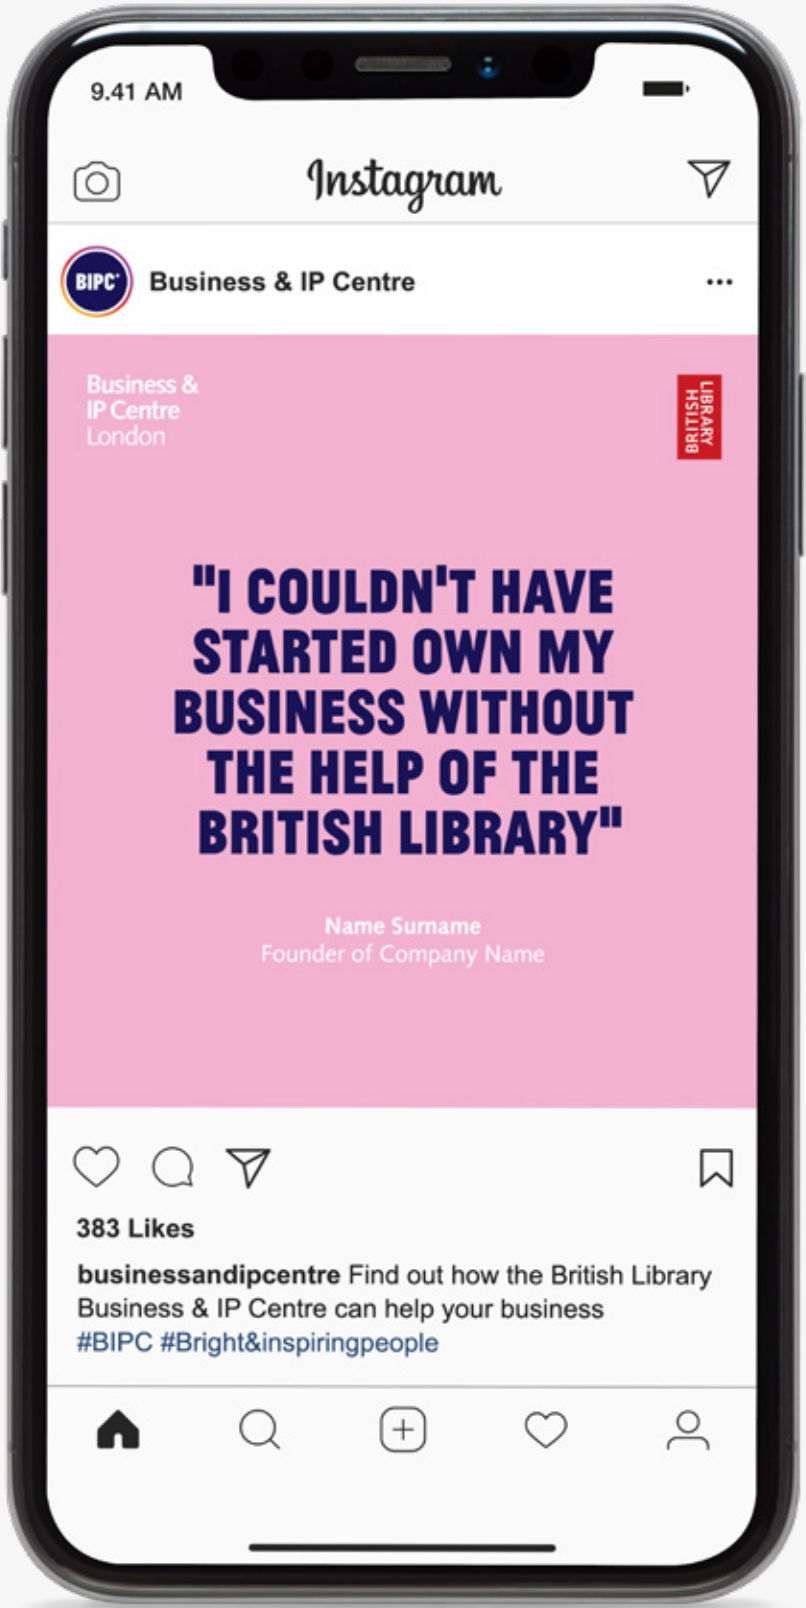 9.41 AM
Instagram
BIPC
Business & IP Centre
Business &
IP Centre
London
LIBRARY
BRITISH
"I COULDN'T HAVE
STARTED OWN MY
BUSINESS WITHOUT
THE HELP OF THE
BRITISH LIBRARY"
Name Surname
Founder of Company Name
383 Likes
businessandipcentre Find out how the British Library
Business & IP Centre can help your business
#BIPC #Bright&inspiringpeople